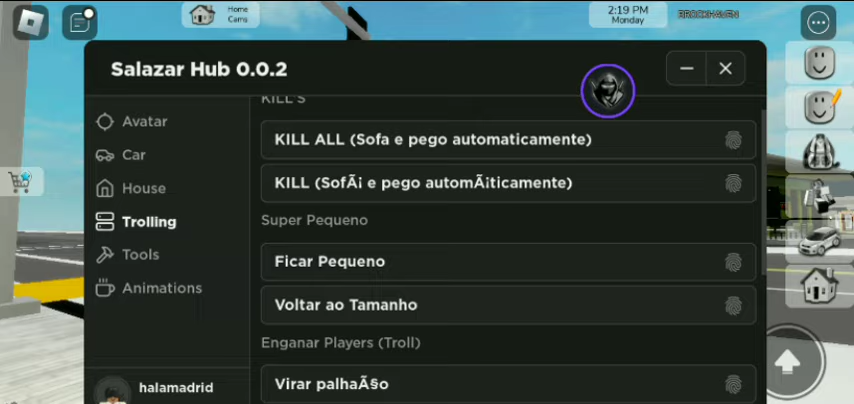 Home
Cams
2:19 PM
Monday
BROOKHAVEN
Salazar Hub 0.0.2
KILL'S
Avatar
KILL ALL (Sofa e pego automaticamente)
Car
KILL (SofÃ¡ e pego automÃ¡ticamente)
House
Trolling
Super Pequeno
Tools
Ficar Pequeno
Animations
Voltar ao Tamanho
Enganar Players (Troll)
halamadrid
Virar palhaÃ§o